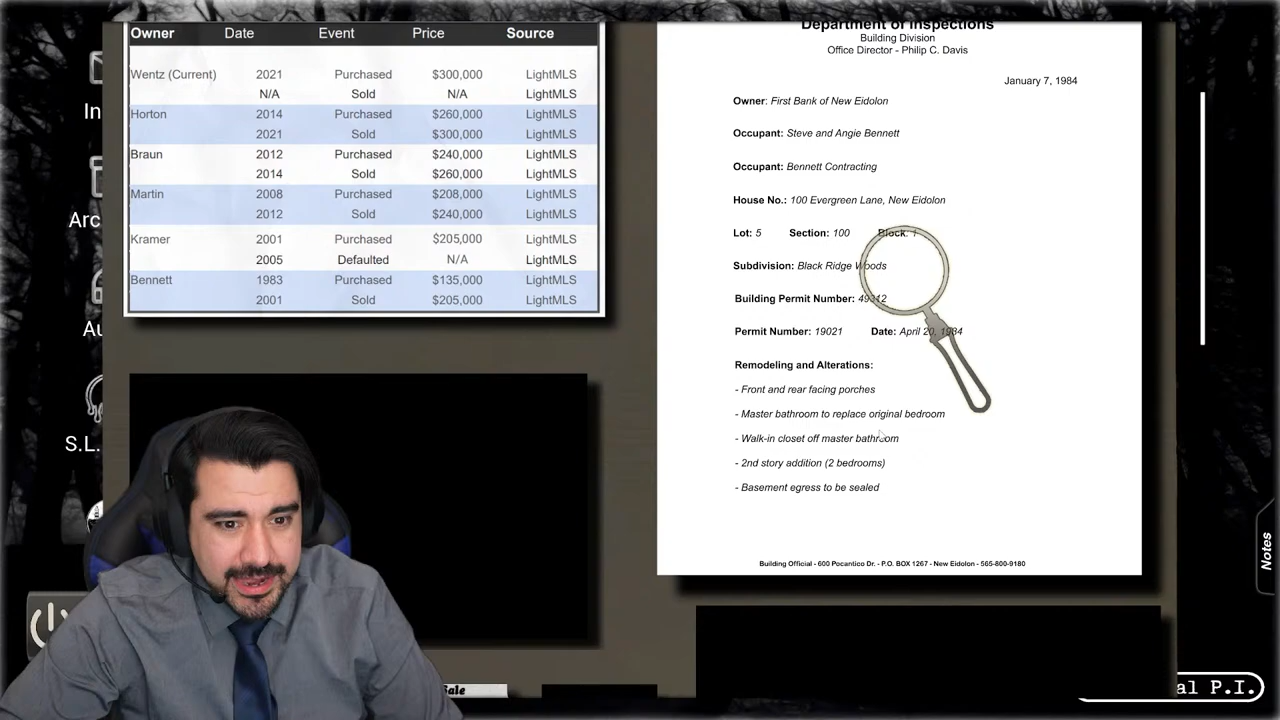 Owner Date Event Price Source
Wentz (Current) 2021 Purchased $300,000 LightMLS
N/A Sold N/A LightMLS
Horton 2014 Purchased $260,000 LightMLS
2021 Sold $300,000 LightMLS
Braun 2012 Purchased $240,000 LightMLS
2014 Sold $260,000 LightMLS
Martin 2008 Purchased $208,000 LightMLS
2012 Sold $240,000 LightMLS
Kramer 2001 Purchased $205,000 LightMLS
2005 Defaulted N/A LightMLS
Bennett 1983 Purchased $135,000 LightMLS
2001 Sold $205,000 LightMLS
Department of Inspections
Building Division
Office Director - Philip C. Davis
January 7, 1984
Owner: First Bank of New Eidolon
Occupant: Steve and Angie Bennett
Occupant: Bennett Contracting
House No.: 100 Evergreen Lane, New Eidolon
Lot: 5 Section: 100 Block: 1
Subdivision: Black Ridge Woods
Building Permit Number: 49312
Permit Number: 19021 Date: April 20, 1984
Remodeling and Alterations:
- Front and rear facing porches
- Master bathroom to replace original bedroom
- Walk-in closet off master bathroom
- 2nd story addition (2 bedrooms)
- Basement egress to be sealed
Building Official - 600 Pocantico Dr. - P.O. BOX 1267 - New Eidolon - 565-800-9180
In
Arc
Au
S.L.
Notes
ale
al P.I.